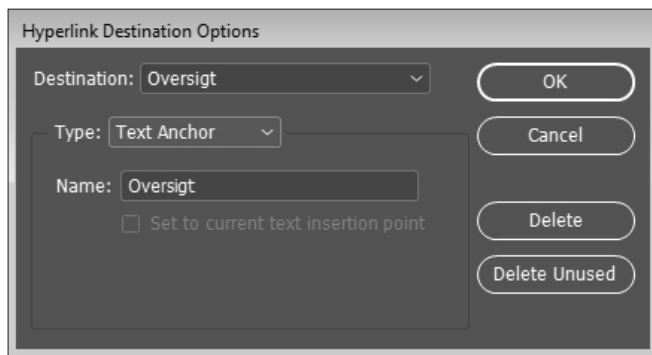 Hyperlink Destination Options
Destination: Oversigt
OK
Type: Text Anchor
Cancel
Name: Oversigt
Set to current text insertion point
Delete
Delete Unused